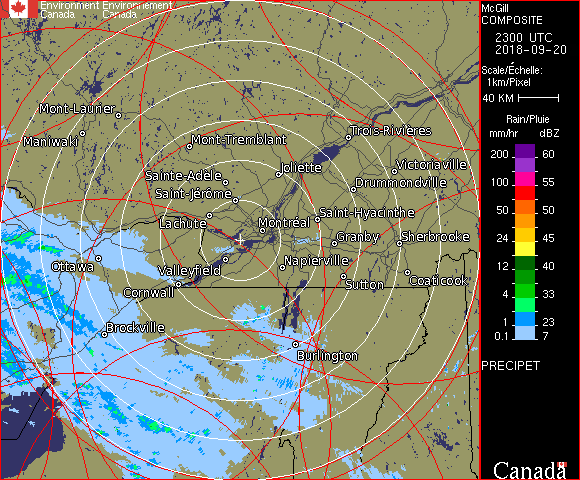 Environment Environnement
Canada Canada
Mont-Laurier
Maniwaki
Mont-Tremblant
Trois-Rivières
Sainte-Adèle
Joliette
Victoriaville
Saint-Jérôme
Drummondville
Lachute
Montréal
Saint-Hyacinthe
Granby
Sherbrooke
Ottawa
Valleyfield
Napierville
Cornwall
Sutton
Coaticook
Brockville
Burlington
McGill
COMPOSITE
2300 UTC
2018-09-20
Scale/Échelle:
1km/Pixel
40 KM
Rain/Pluie
mm/hr dBZ
200 60
100 55
50 50
24 45
12 40
4 33
1 23
0.1 7
PRECIPET
Canada